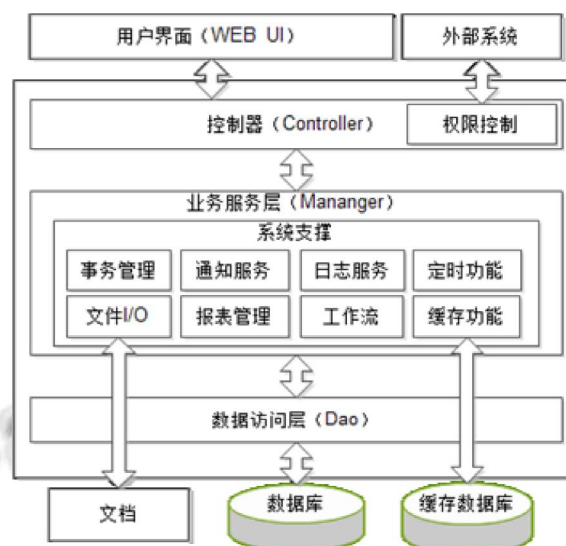 用户界面（WEB UI）
外部系统
控制器（Controller）
权限控制
业务服务层（Mananger）
系统支撑
事务管理
通知服务
日志服务
定时功能
文件I/O
报表管理
工作流
缓存功能
数据访问层（Dao）
文档
数据库
缓存数据库